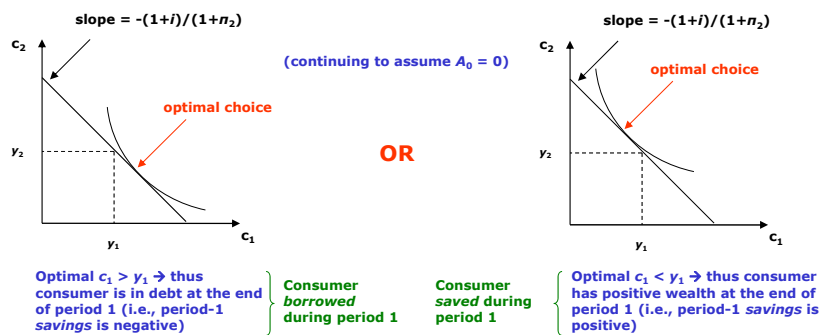 slope = -(1+i)/(1+π₂)
c₂
optimal choice
y₂
y₁
c₁
(continuing to assume A₀ = 0)
OR
slope = -(1+i)/(1+π₂)
c₂
optimal choice
y₂
y₁
c₁
Optimal c₁ > y₁ → thus
consumer is in debt at the end
of period 1 (i.e., period-1
savings is negative)
Consumer
borrowed
during period 1
Consumer
saved during
period 1
Optimal c₁ < y₁ → thus consumer
has positive wealth at the end of
period 1 (i.e., period-1 savings is
positive)